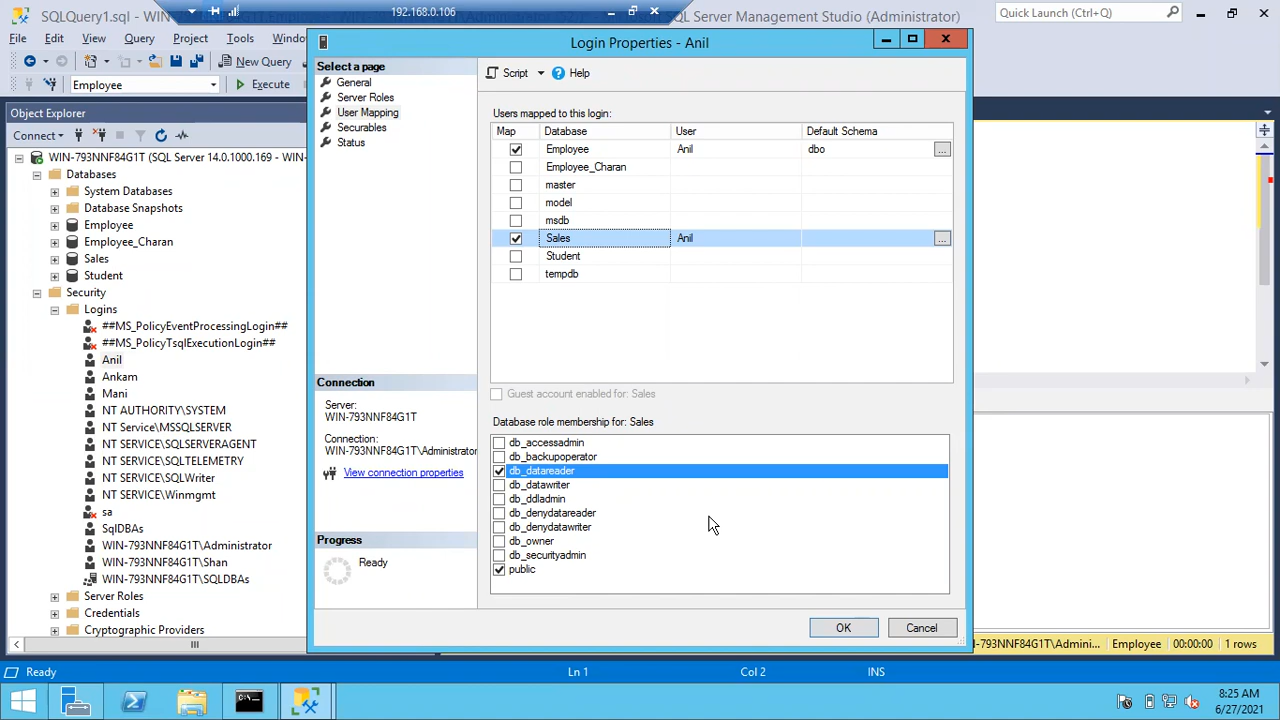 SQLQuery1.sql - WIN-793NNF84G1T.Employee
192.168.0.106
SQL Server Management Studio (Administrator)
Quick Launch (Ctrl+Q)
File
Edit
View
Query
Project
Tools
Window
New Query
Employee
Execute
Object Explorer
Connect
WIN-793NNF84G1T (SQL Server 14.0.1000.169 - WIN-
Databases
System Databases
Database Snapshots
Employee
Employee_Charan
Sales
Student
Security
Logins
##MS_PolicyEventProcessingLogin##
##MS_PolicyTsqlExecutionLogin##
Anil
Ankam
Mani
NT AUTHORITY\SYSTEM
NT Service\MSSQLSERVER
NT SERVICE\SQLSERVERAGENT
NT SERVICE\SQLTELEMETRY
NT SERVICE\SQLWriter
NT SERVICE\Winmgmt
sa
SqlDBAs
WIN-793NNF84G1T\Administrator
WIN-793NNF84G1T\Shan
WIN-793NNF84G1T\SQLDBAs
Server Roles
Credentials
Cryptographic Providers
Login Properties - Anil
Select a page
General
Server Roles
User Mapping
Securables
Status
Connection
Server:
WIN-793NNF84G1T
Connection:
WIN-793NNF84G1T\Administrator
View connection properties
Progress
Ready
Script
Help
Users mapped to this login:
Map Database User Default Schema
Employee Anil dbo ...
Employee_Charan
master
model
msdb
Sales Anil ...
Student
tempdb
Guest account enabled for: Sales
Database role membership for: Sales
db_accessadmin
db_backupoperator
db_datareader
db_datawriter
db_ddladmin
db_denydatareader
db_denydatawriter
db_owner
db_securityadmin
public
OK
Cancel
-793NNF84G1T\Admini... Employee 00:00:00 1 rows
Ready
Ln 1
Col 2
INS
8:25 AM
6/27/2021